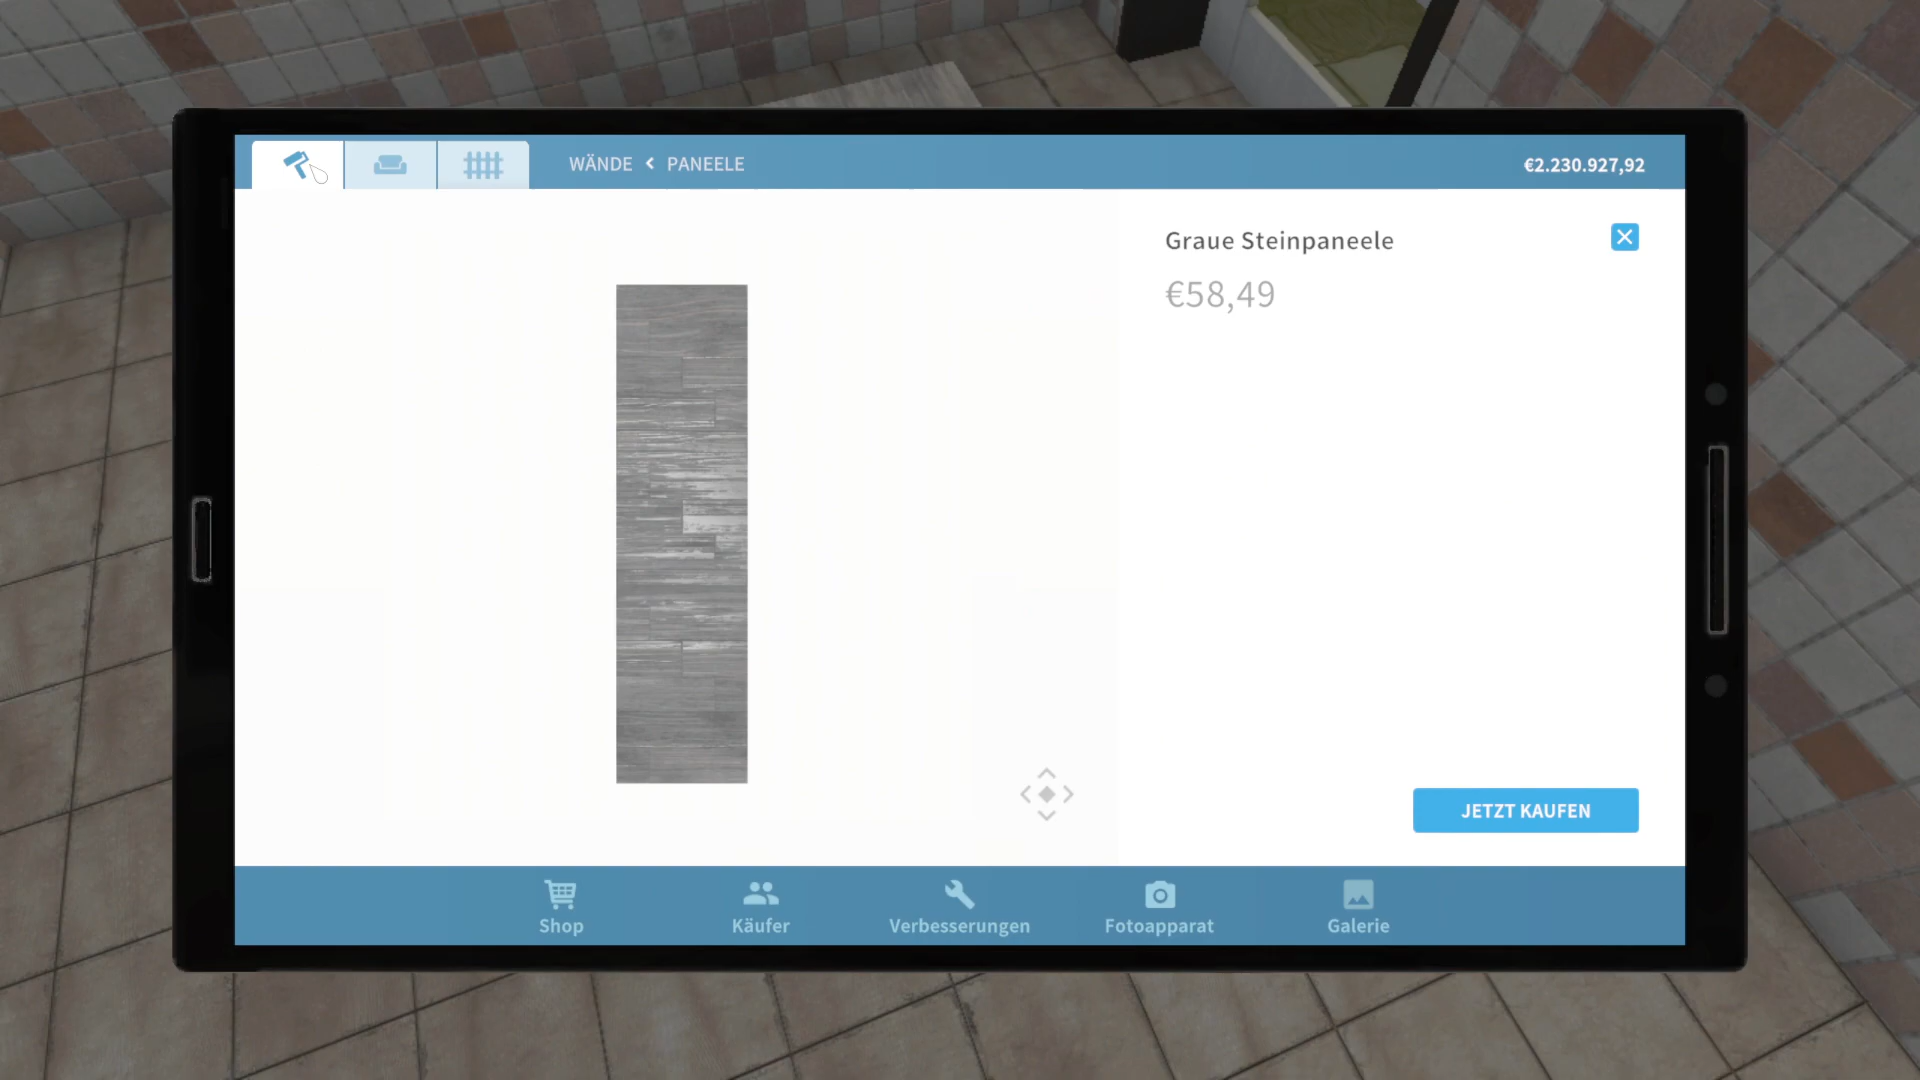 WÄNDE < PANEELE
€2.230.927,92
Graue Steinpaneele
€58,49
JETZT KAUFEN
Shop
Käufer
Verbesserungen
Fotoapparat
Galerie